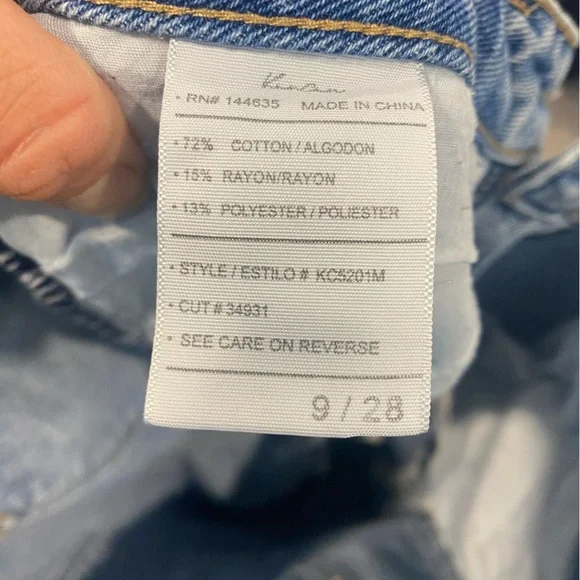 KanCan
• RN# 144635 MADE IN CHINA
• 72% COTTON / ALGODON
• 15% RAYON/RAYON
• 13% POLYESTER / POLIESTER
• STYLE / ESTILO # KC5201M
• CUT # 34931
• SEE CARE ON REVERSE
9 / 28